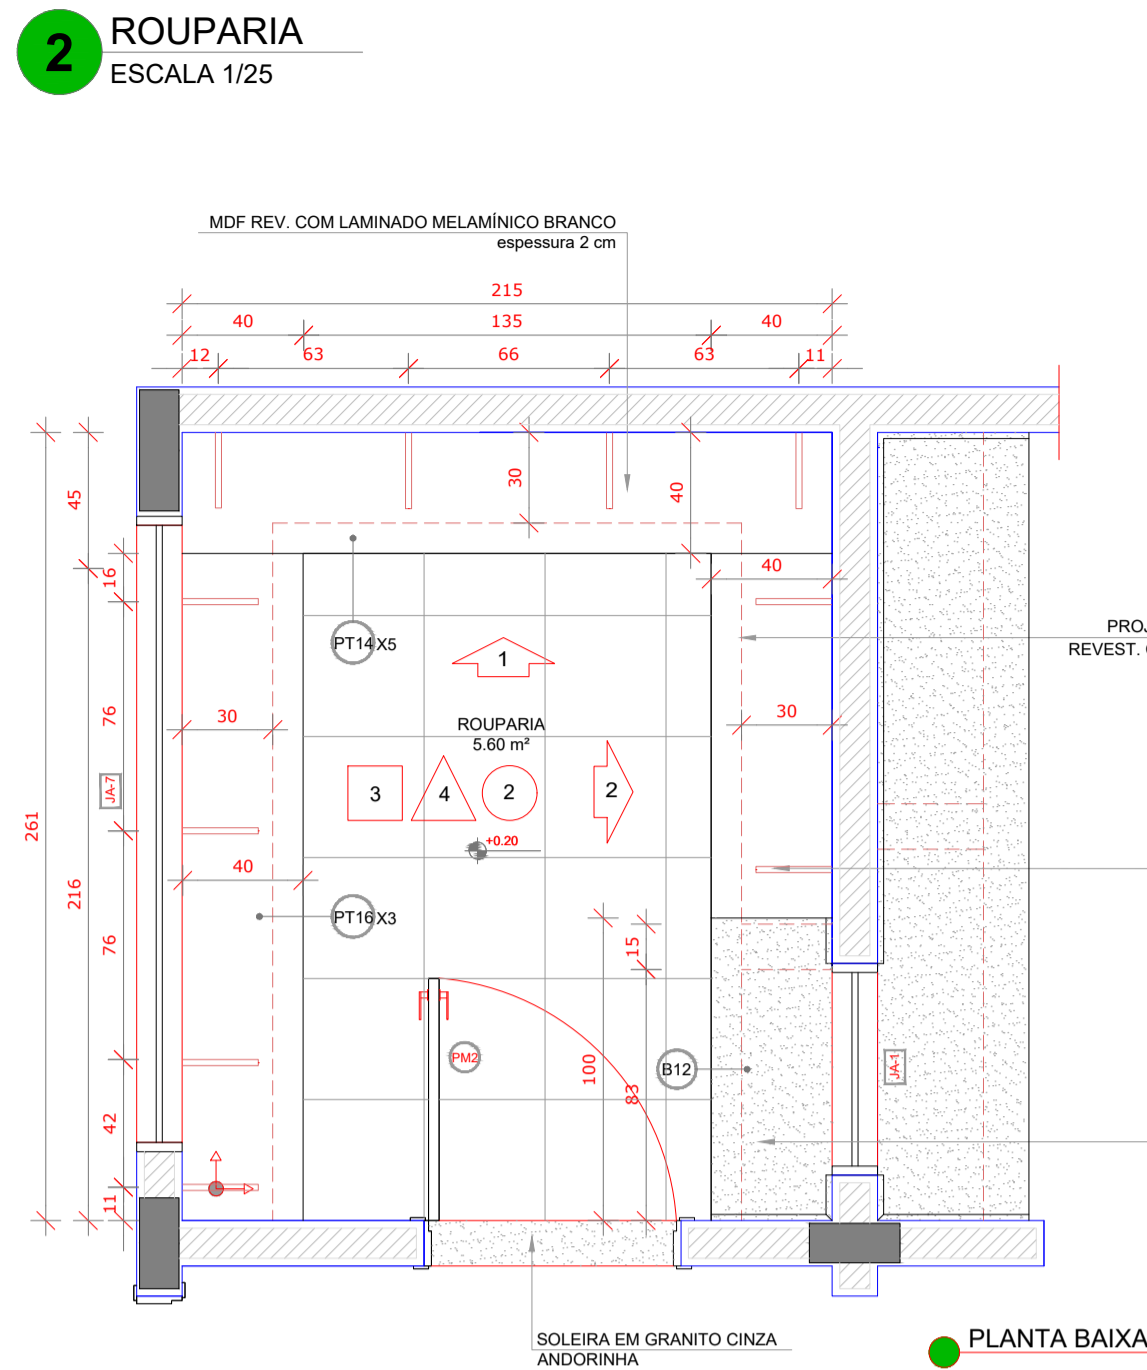 2
ROUPARIA
ESCALA 1/25
MDF REV. COM LAMINADO MELAMÍNICO BRANCO
espessura 2 cm
215
40 135 40
12 63 66 63 11
45
30
40
16
40
PT14 X5
1
PROJ
REVEST.
76
30
30
ROUPARIA
5.60 m²
JA-7
3
4
2
2
261
+0.20
216
40
PT16 X3
76
15
PM2
100
83
B12
JA-1
42
11
SOLEIRA EM GRANITO CINZA
ANDORINHA
PLANTA BAIXA